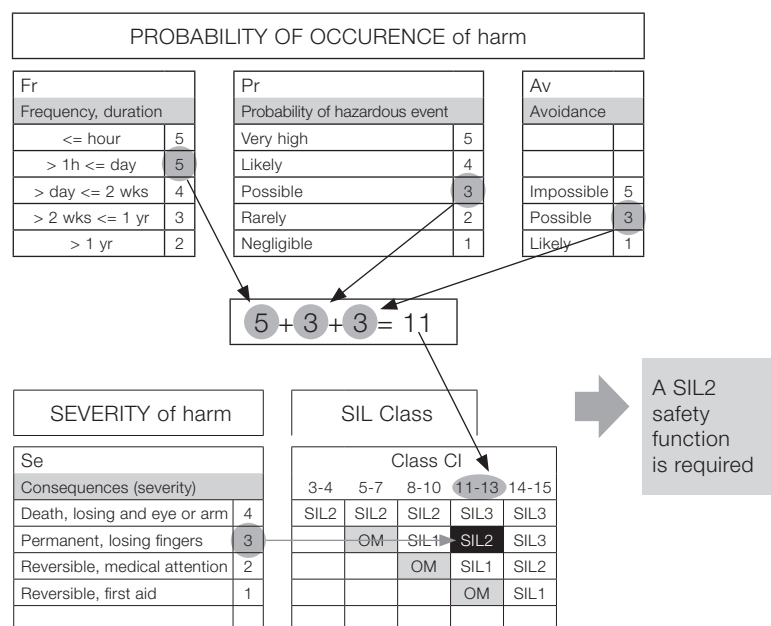 PROBABILITY OF OCCURENCE of harm
Fr
Frequency, duration
<= hour 5
> 1h <= day 5
> day <= 2 wks 4
> 2 wks <= 1 yr 3
> 1 yr 2
Pr
Probability of hazardous event
Very high 5
Likely 4
Possible 3
Rarely 2
Negligible 1
Av
Avoidance
Impossible 5
Possible 3
Likely 1
5+3+3= 11
SEVERITY of harm
Se
Consequences (severity)
Death, losing and eye or arm 4
Permanent, losing fingers 3
Reversible, medical attention 2
Reversible, first aid 1
SIL Class
Class CI
3-4 5-7 8-10 11-13 14-15
SIL2 SIL2 SIL2 SIL3 SIL3
OM SIL1 SIL2 SIL3
OM SIL1 SIL2
OM SIL1
A SIL2
safety
function
is required